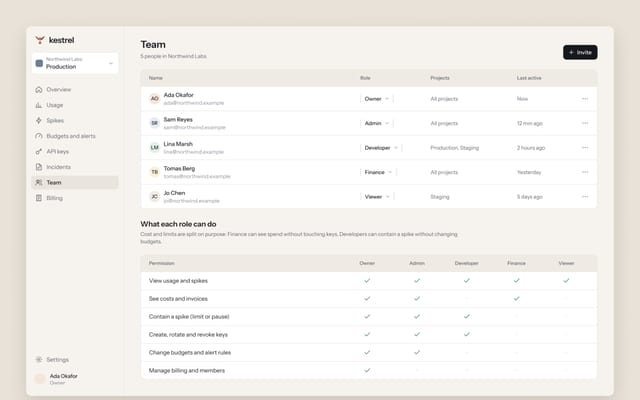 kestrel
Northwind Labs
Production
Overview
Usage
Spikes
Budgets and alerts
API keys
Incidents
Team
Billing
Settings
Ada Okafor
Owner
Team
5 people in Northwind Labs
+ Invite
Name Role Projects Last active
AO Ada Okafor Owner All projects Now
ada@northwind.example
SR Sam Reyes Admin All projects 12 min ago
sam@northwind.example
LM Lina Marsh Developer Production, Staging 2 hours ago
lina@northwind.example
TB Tomas Berg Finance All projects Yesterday
tomas@northwind.example
JC Jo Chen Viewer Staging 5 days ago
jo@northwind.example
What each role can do
Cost and limits are split on purpose: Finance can see spend without touching keys, Developers can contain a spike without changing
budgets.
Permission Owner Admin Developer Finance Viewer
View usage and spikes
See costs and invoices
Contain a spike (limit or pause)
Create, rotate and revoke keys
Change budgets and alert rules
Manage billing and members